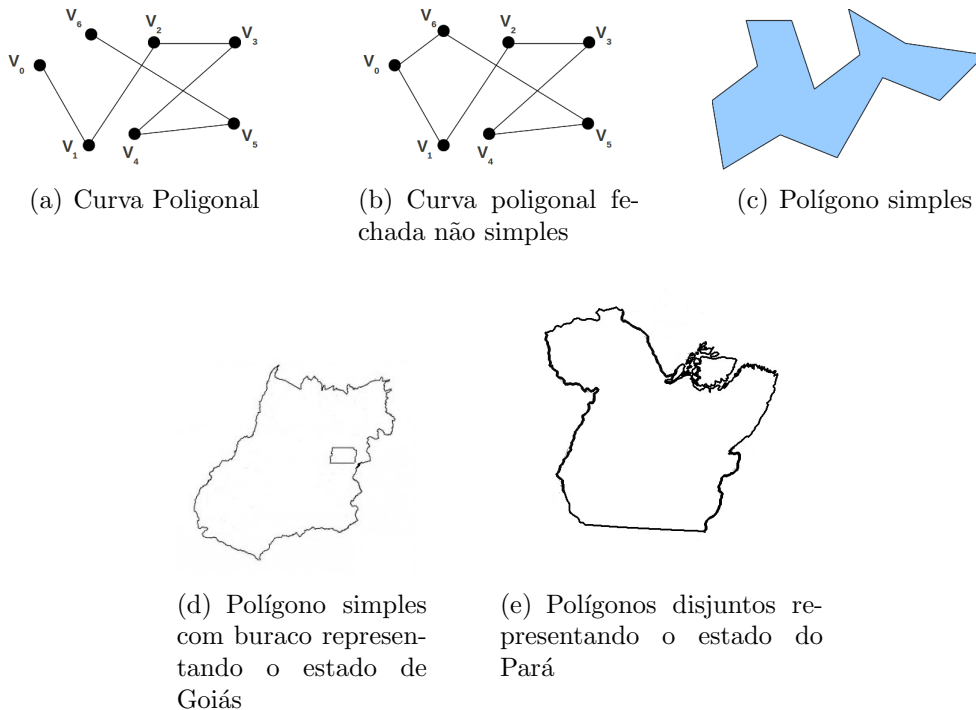 V₆ V₂ V₃
V₀
V₁ V₄ V₅
V₆ V₂ V₃
V₀
V₁ V₄ V₅
(a) Curva Poligonal
(b) Curva poligonal fe-
chada não simples
(c) Polígono simples
(d) Polígono simples
com buraco represen-
tando o estado de
Goiás
(e) Polígonos disjuntos re-
presentando o estado do
Pará